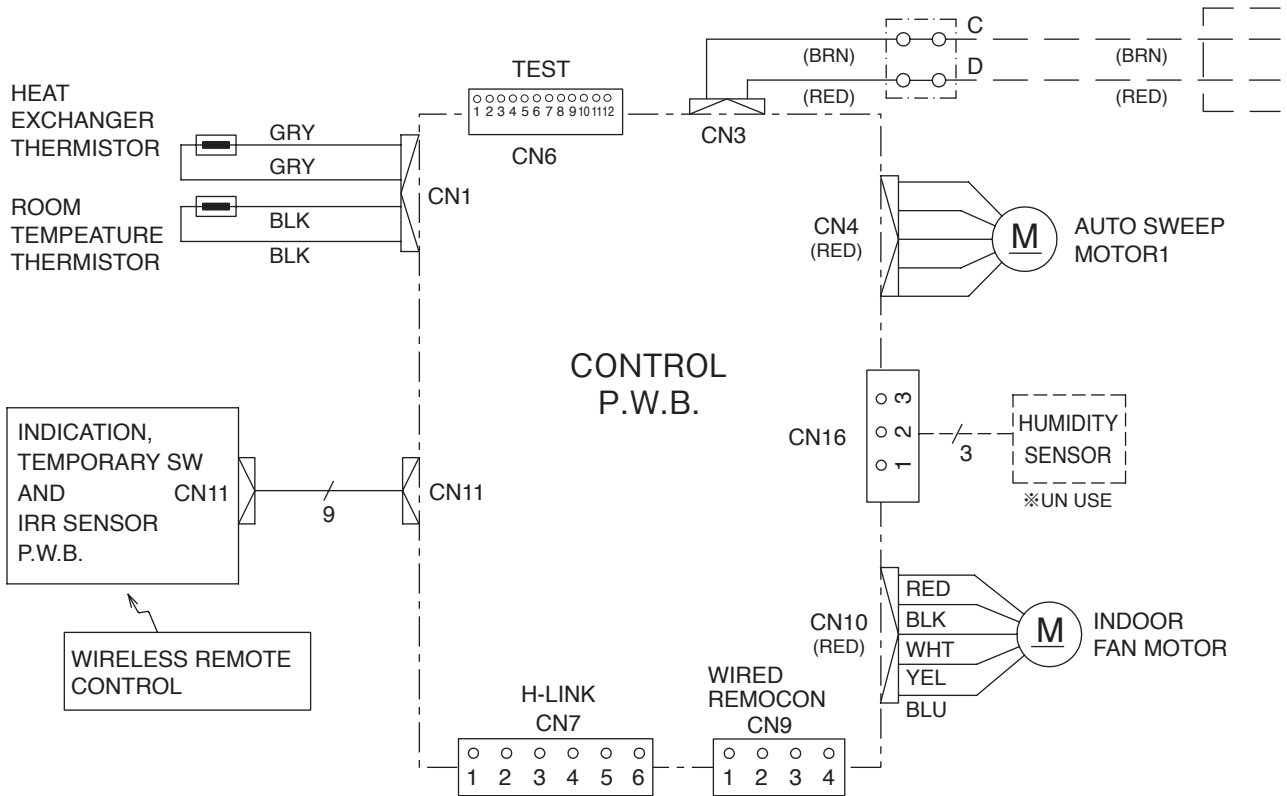 HEAT
EXCHANGER
THERMISTOR
GRY
GRY
ROOM
TEMPEATURE
THERMISTOR
BLK
BLK
CN1
TEST
1 2 3 4 5 6 7 8 9 10 11 12
CN6
CN3
(BRN)
(RED)
C
D
(BRN)
(RED)
CN4
(RED)
M
AUTO SWEEP
MOTOR1
CONTROL
P.W.B.
CN16
3
2
1
3
HUMIDITY
SENSOR
※UN USE
INDICATION,
TEMPORARY SW
AND CN11
IRR SENSOR
P.W.B.
9
CN11
WIRELESS REMOTE
CONTROL
CN10
(RED)
RED
BLK
WHT
YEL
BLU
M
INDOOR
FAN MOTOR
H-LINK
CN7
1 2 3 4 5 6
WIRED
REMOCON
CN9
1 2 3 4